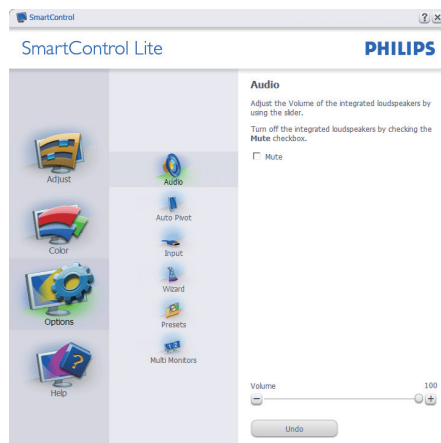 SmartControl
SmartControl Lite
PHILIPS
Adjust
Color
Options
Help
Audio
Auto Pivot
Input
Wizard
Presets
Multi Monitors
Audio
Adjust the Volume of the integrated loudspeakers by
using the slider.
Turn off the integrated loudspeakers by checking the
Mute checkbox.
Mute
Volume 100
Undo